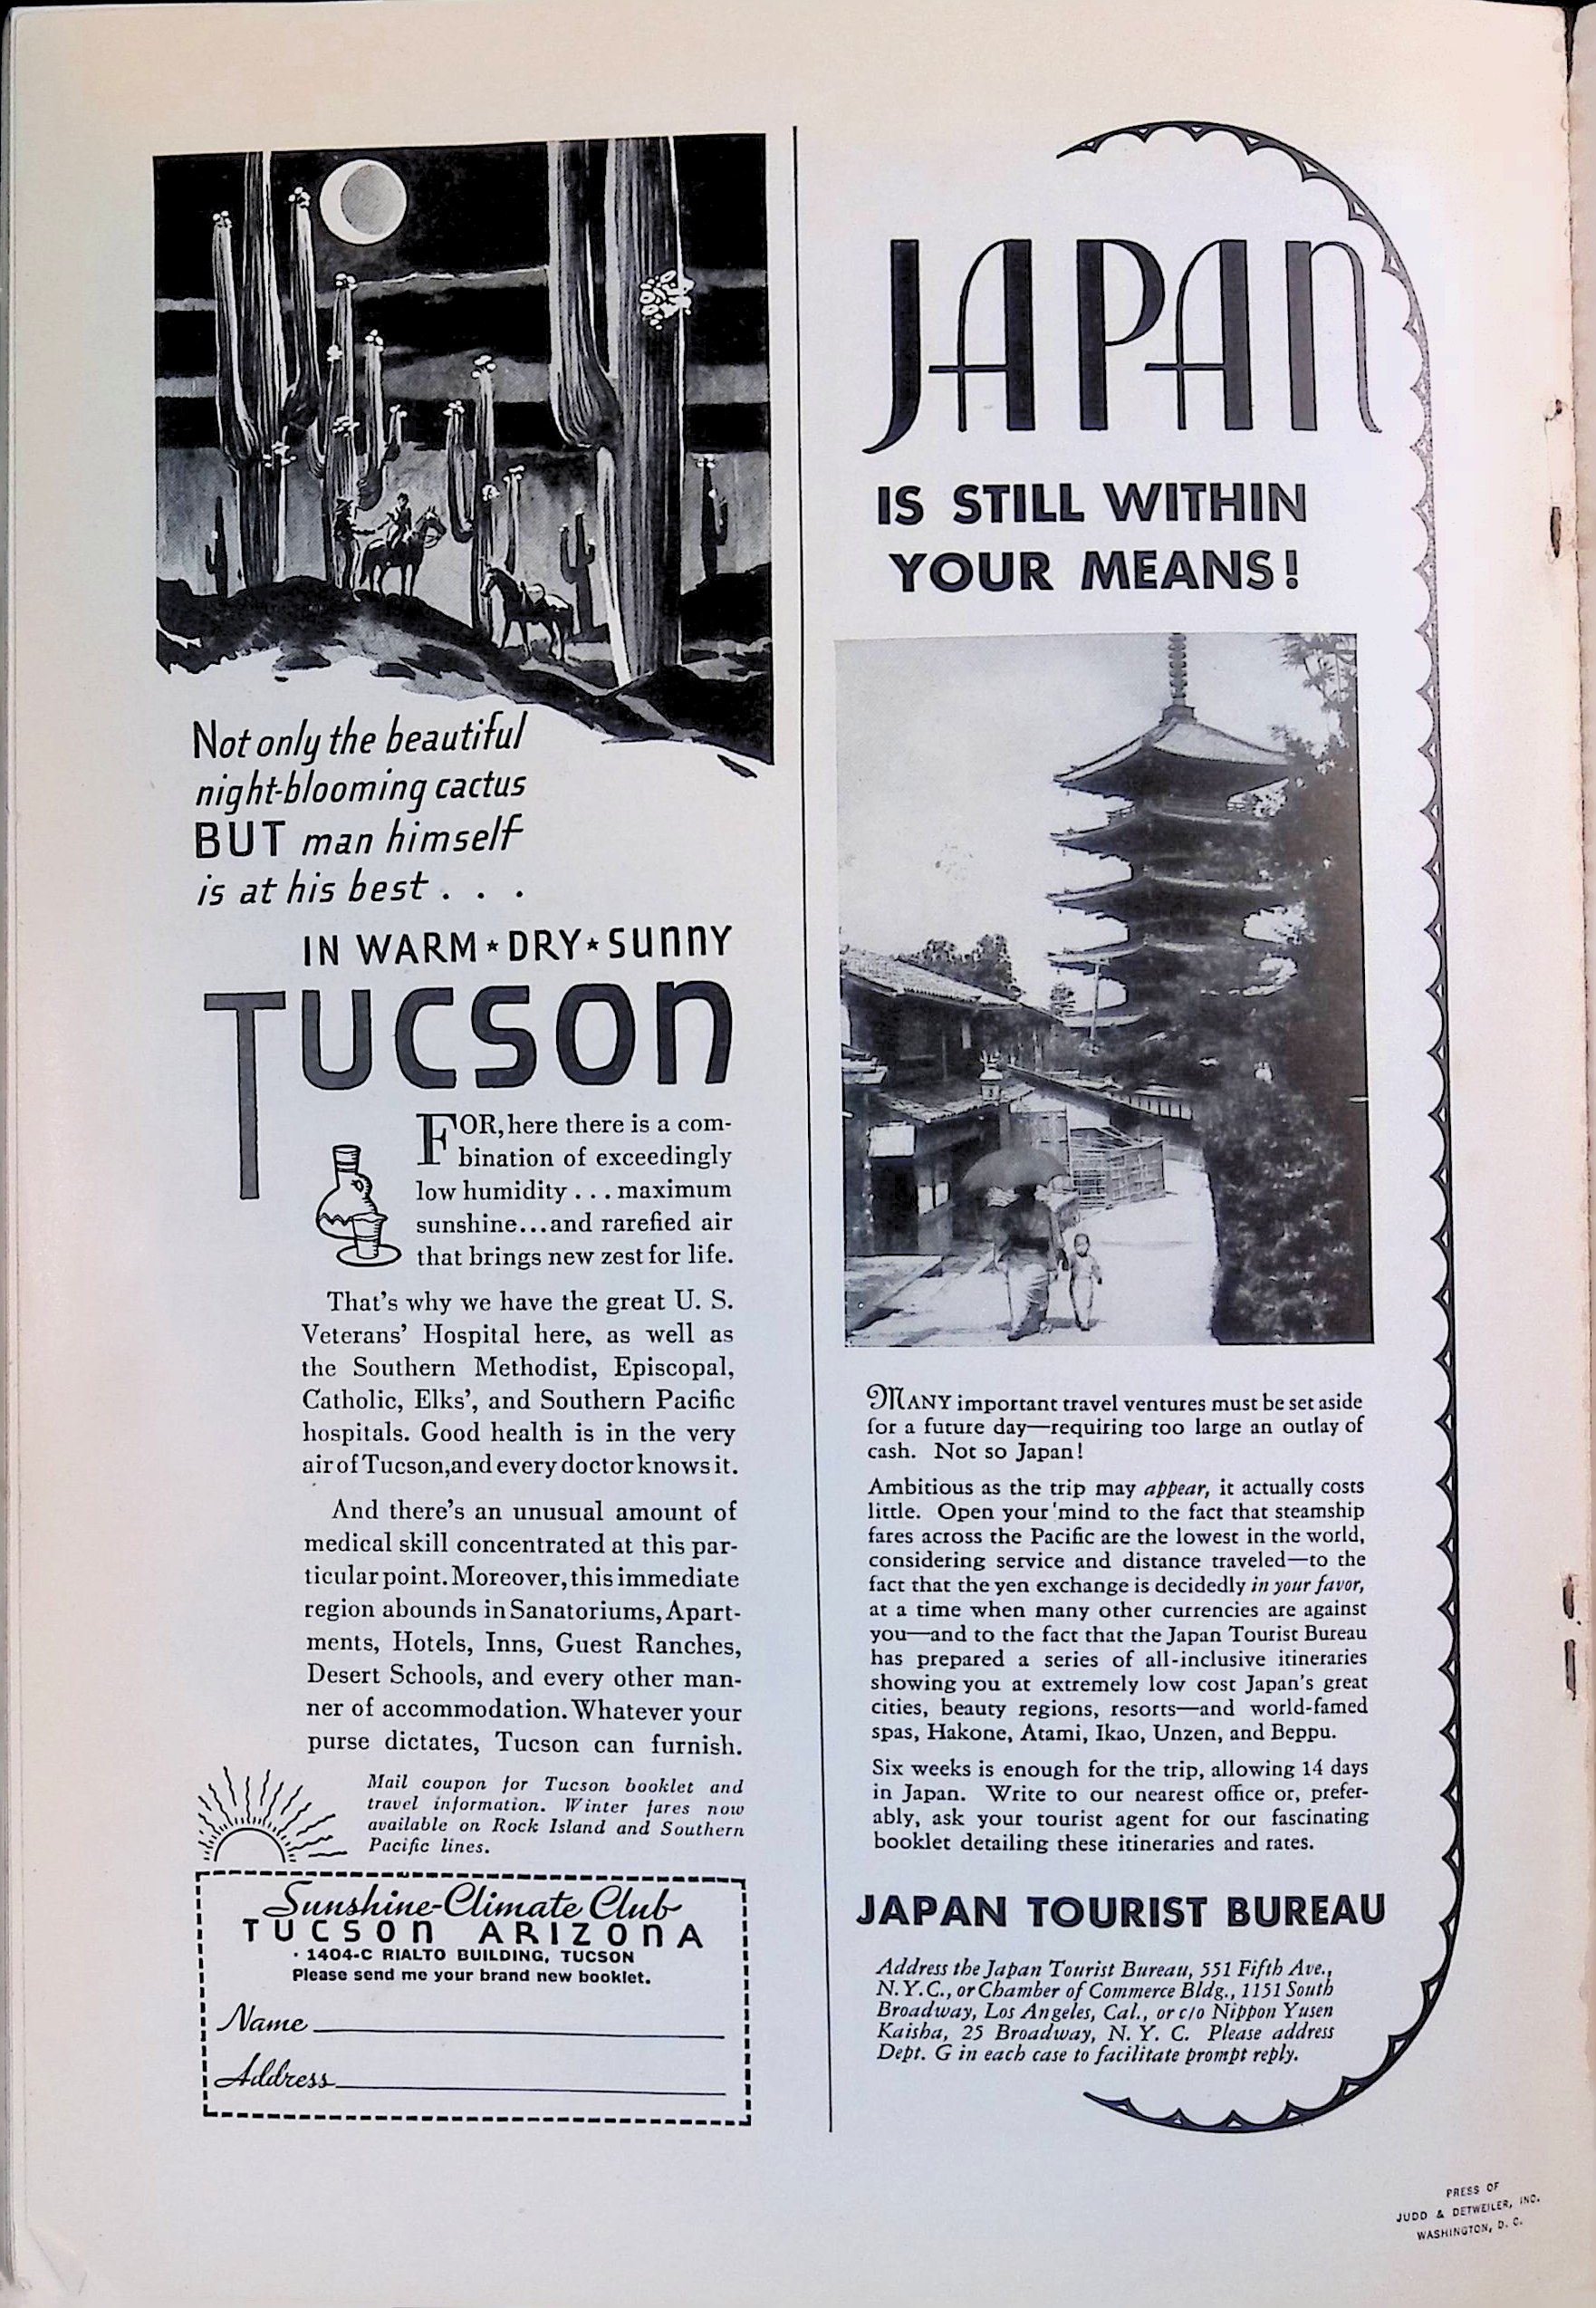 Not only the beautiful
night-blooming cactus
BUT man himself
is at his best . . .
IN WARM * DRY * SUNNY
TUCSON
FOR, here there is a com-
bination of exceedingly
low humidity . . . maximum
sunshine...and rarefied air
that brings new zest for life.
That's why we have the great U. S.
Veterans' Hospital here, as well as
the Southern Methodist, Episcopal,
Catholic, Elks', and Southern Pacific
hospitals. Good health is in the very
air of Tucson, and every doctor knows it.
And there's an unusual amount of
medical skill concentrated at this par-
ticular point. Moreover, this immediate
region abounds in Sanatoriums, Apart-
ments, Hotels, Inns, Guest Ranches,
Desert Schools, and every other man-
ner of accommodation. Whatever your
purse dictates, Tucson can furnish.
Mail coupon for Tucson booklet and
travel information. Winter fares now
available on Rock Island and Southern
Pacific lines.
Sunshine-Climate Club
TUCSON ARIZONA
1404-C RIALTO BUILDING, TUCSON
Please send me your brand new booklet.
Name
Address
JAPAN
IS STILL WITHIN
YOUR MEANS!
MANY important travel ventures must be set aside
for a future day—requiring too large an outlay of
cash. Not so Japan!
Ambitious as the trip may appear, it actually costs
little. Open your mind to the fact that steamship
fares across the Pacific are the lowest in the world,
considering service and distance traveled—to the
fact that the yen exchange is decidedly in your favor,
at a time when many other currencies are against
you—and to the fact that the Japan Tourist Bureau
has prepared a series of all-inclusive itineraries
showing you at extremely low cost Japan's great
cities, beauty regions, resorts—and world-famed
spas, Hakone, Atami, Ikao, Unzen, and Beppu.
Six weeks is enough for the trip, allowing 14 days
in Japan. Write to our nearest office or, prefer-
ably, ask your tourist agent for our fascinating
booklet detailing these itineraries and rates.
JAPAN TOURIST BUREAU
Address the Japan Tourist Bureau, 551 Fifth Ave.,
N. Y. C., or Chamber of Commerce Bldg., 1151 South
Broadway, Los Angeles, Cal., or c/o Nippon Yusen
Kaisha, 25 Broadway, N. Y. C. Please address
Dept. G in each case to facilitate prompt reply.
PRESS OF
JUDD & DETWEILER, INC.
WASHINGTON, D. C.